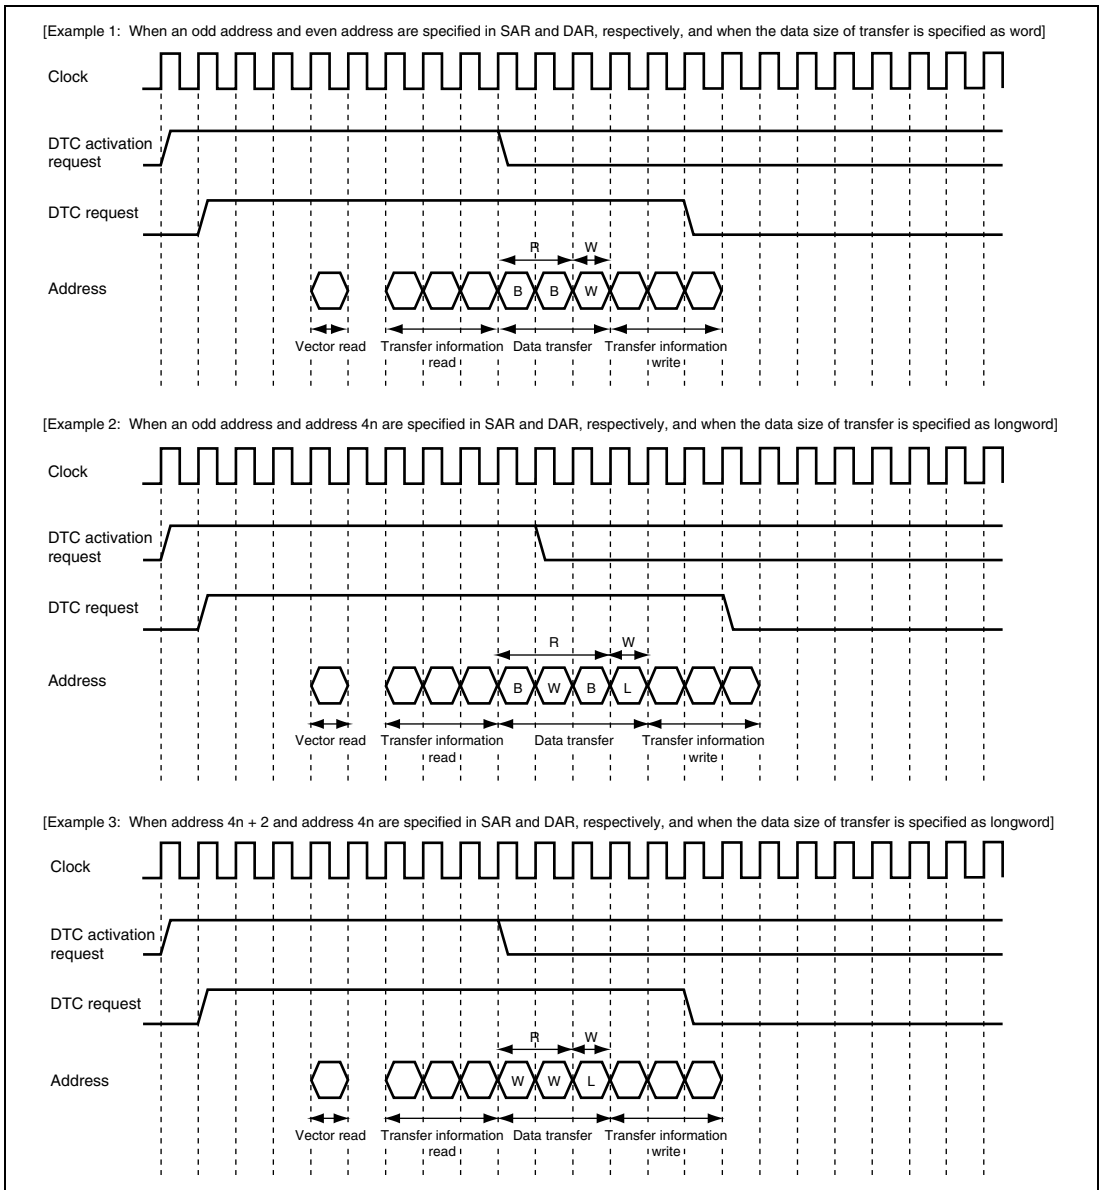 [Example 1: When an odd address and even address are specified in SAR and DAR, respectively, and when the data size of transfer is specified as word]
Clock
DTC activation
request
DTC request
R W
Address
B B W
Vector read Transfer information Data transfer Transfer information
read write
[Example 2: When an odd address and address 4n are specified in SAR and DAR, respectively, and when the data size of transfer is specified as longword]
Clock
DTC activation
request
DTC request
R W
Address
B W B L
Vector read Transfer information Data transfer Transfer information
read write
[Example 3: When address 4n + 2 and address 4n are specified in SAR and DAR, respectively, and when the data size of transfer is specified as longword]
Clock
DTC activation
request
DTC request
R W
Address
W W L
Vector read Transfer information Data transfer Transfer information
read write